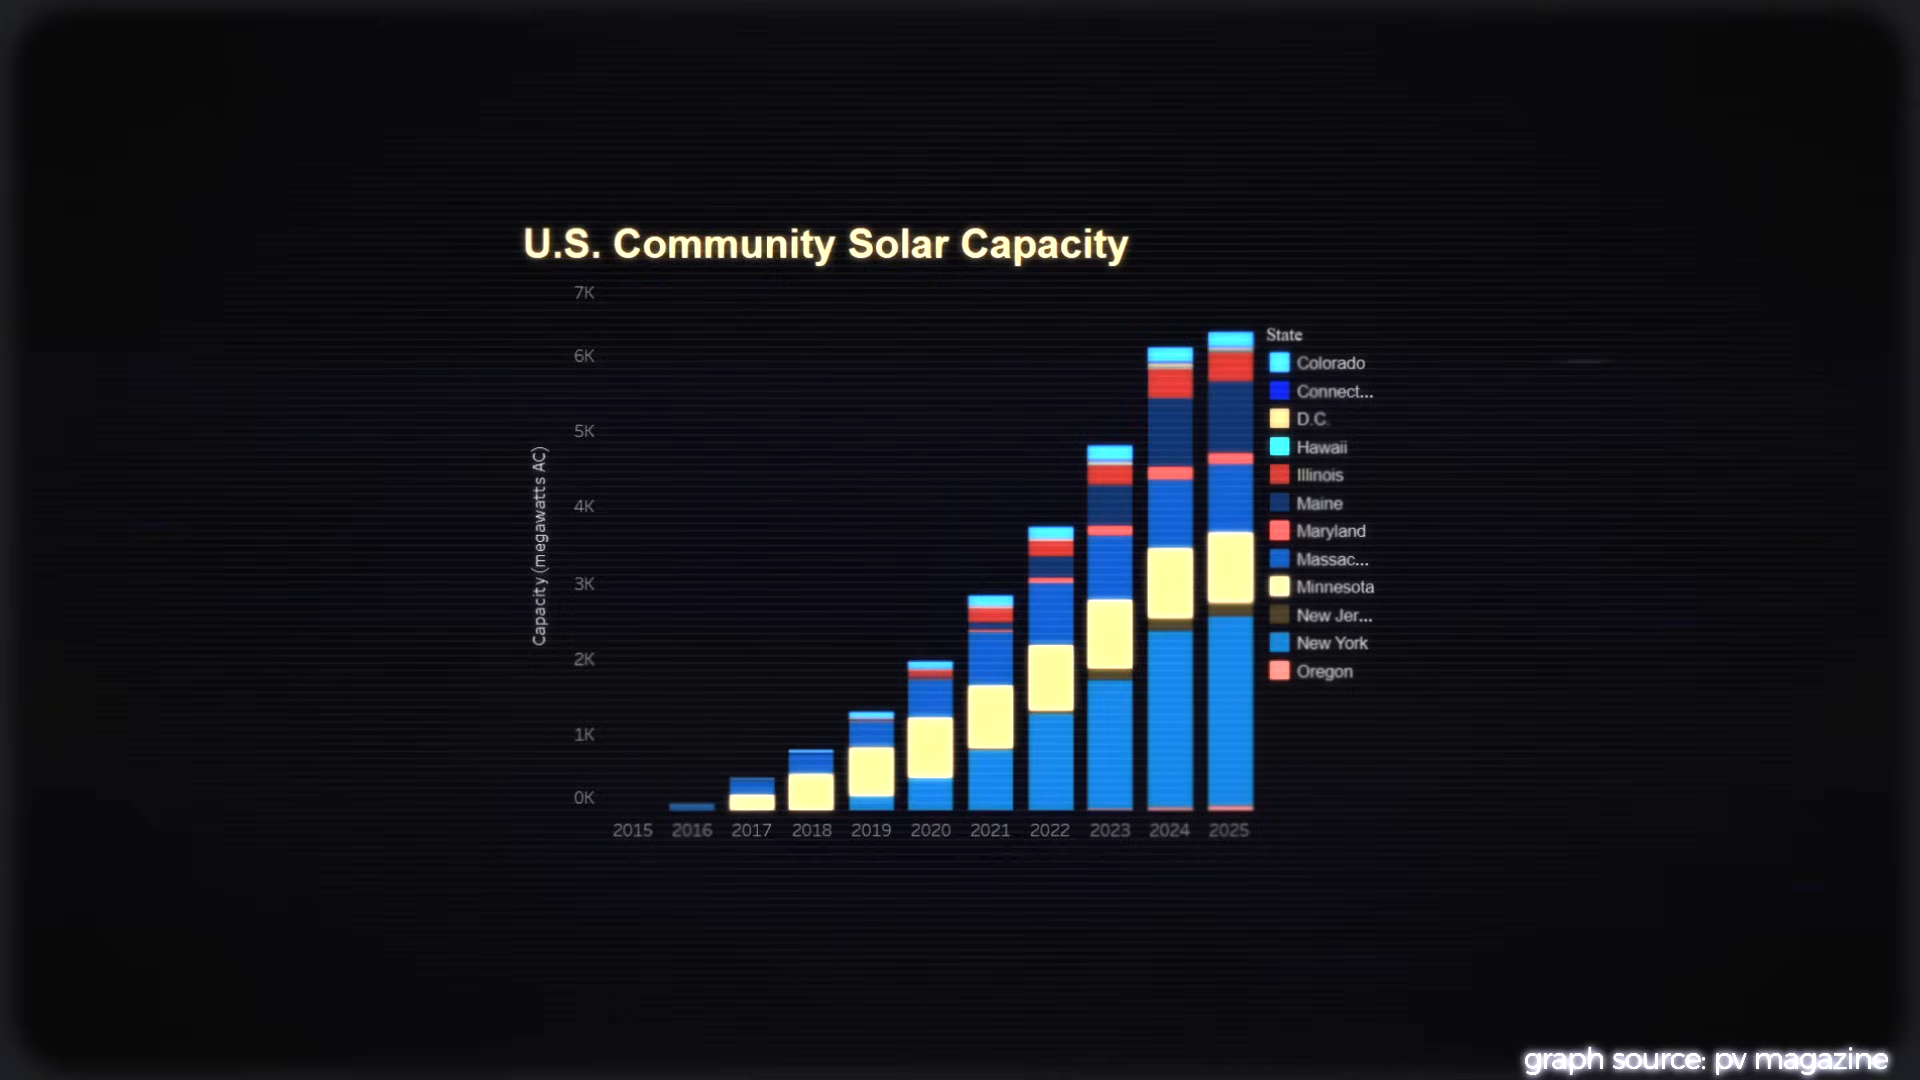 U.S. Community Solar Capacity
7K
6K
5K
4K
3K
2K
1K
0K
Capacity (megawatts AC)
2015 2016 2017 2018 2019 2020 2021 2022 2023 2024 2025
State
Colorado
Connect...
D.C.
Hawaii
Illinois
Maine
Maryland
Massac...
Minnesota
New Jer...
New York
Oregon
graph source: pv magazine